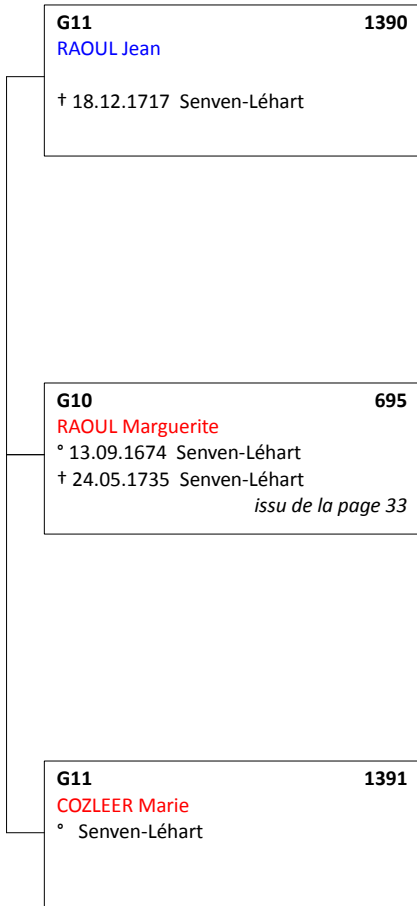 G11 1390
RAOUL Jean
† 18.12.1717 Senven-Léhart
G10 695
RAOUL Marguerite
° 13.09.1674 Senven-Léhart
† 24.05.1735 Senven-Léhart
issu de la page 33
G11 1391
COZLEER Marie
° Senven-Léhart